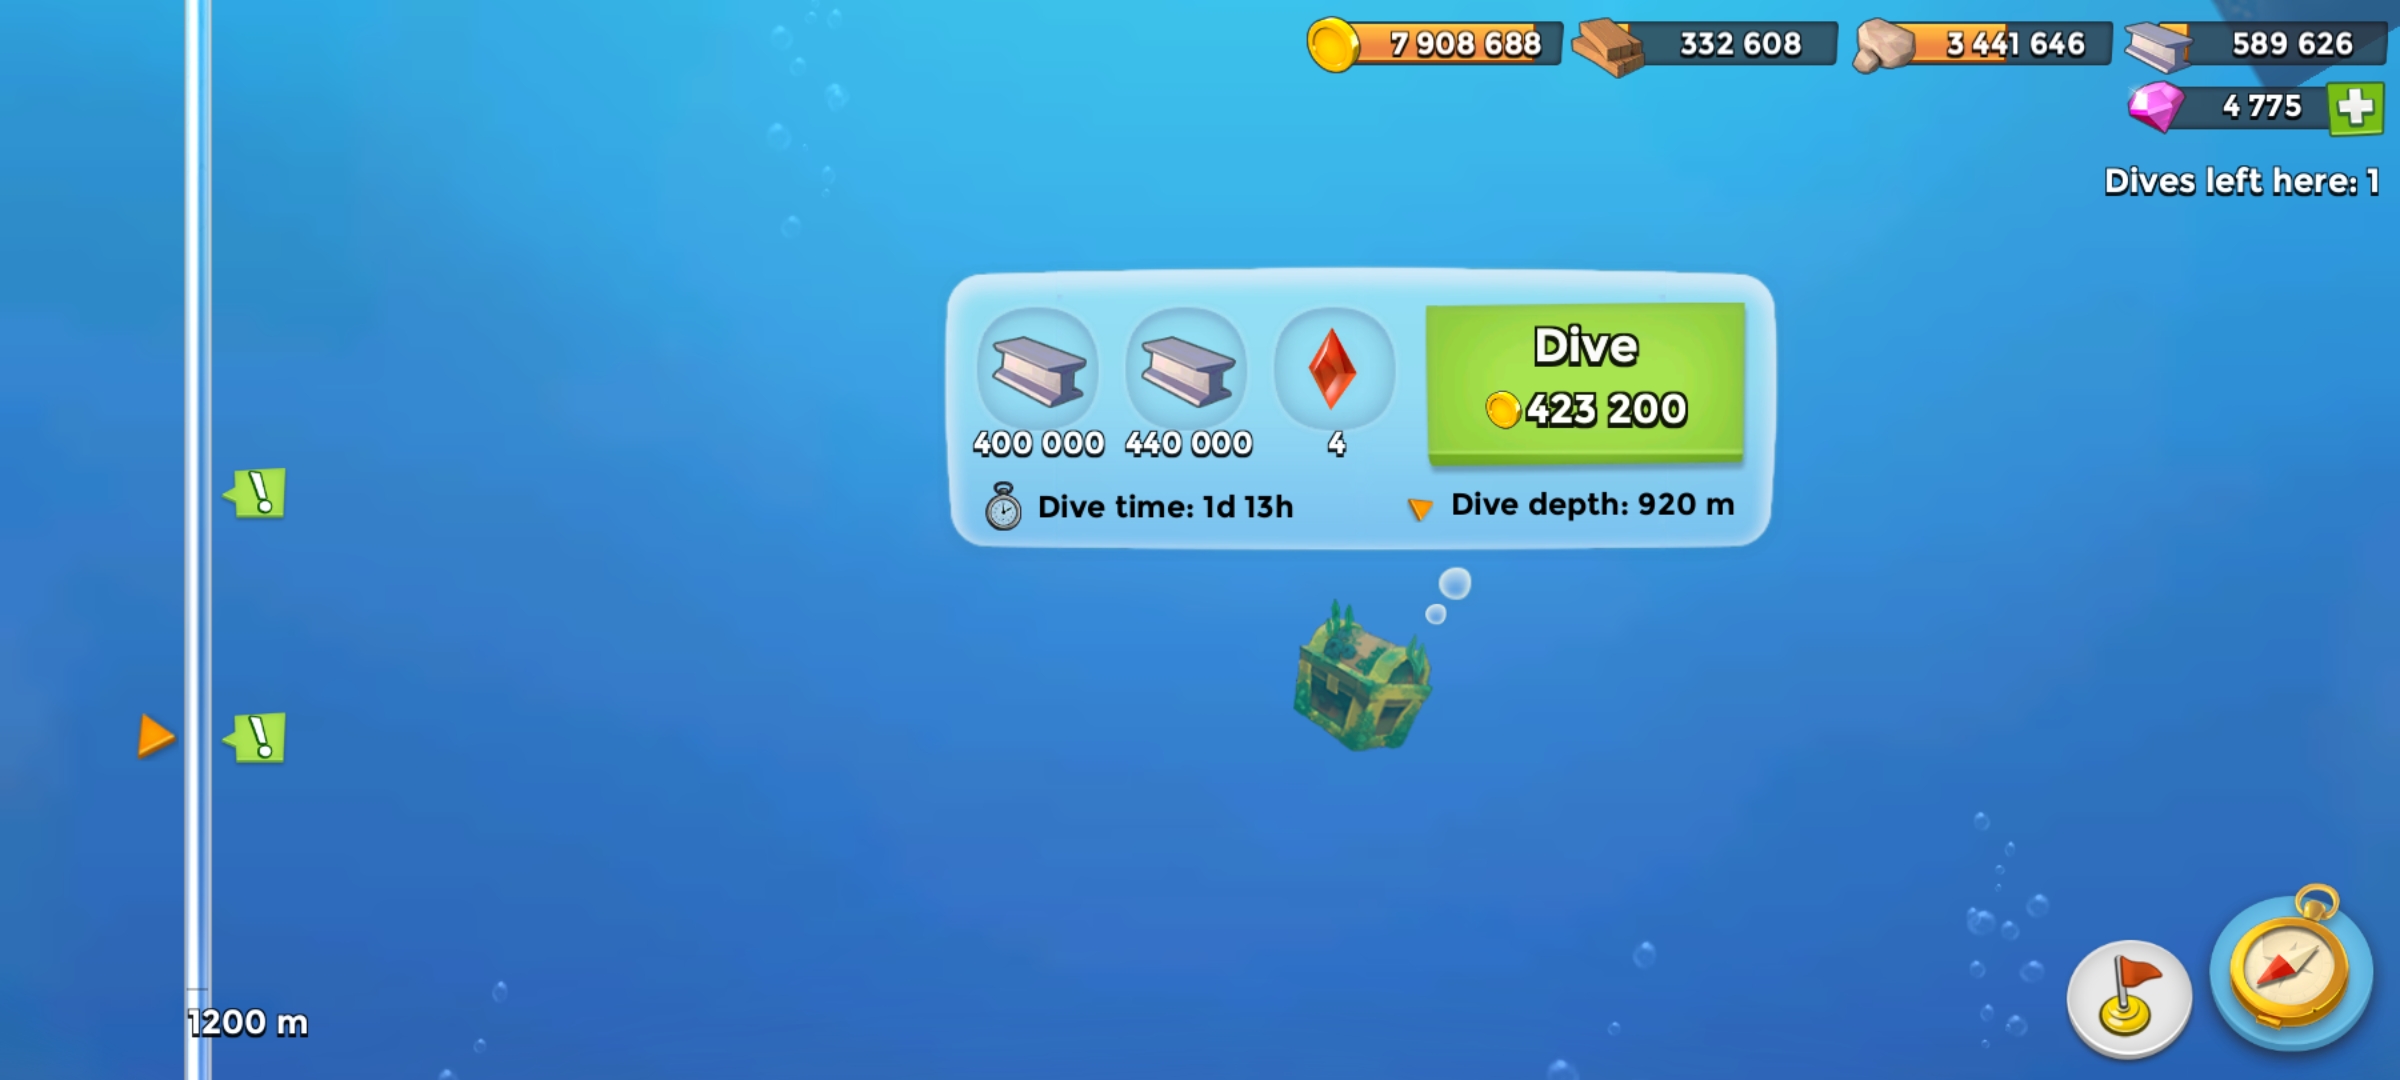 7 908 688
332 608
3 441 646
589 626
4 775
Dives left here: 1
Dive
423 200
400 000
440 000
4
Dive time: 1d 13h
Dive depth: 920 m
!
!
1200 m